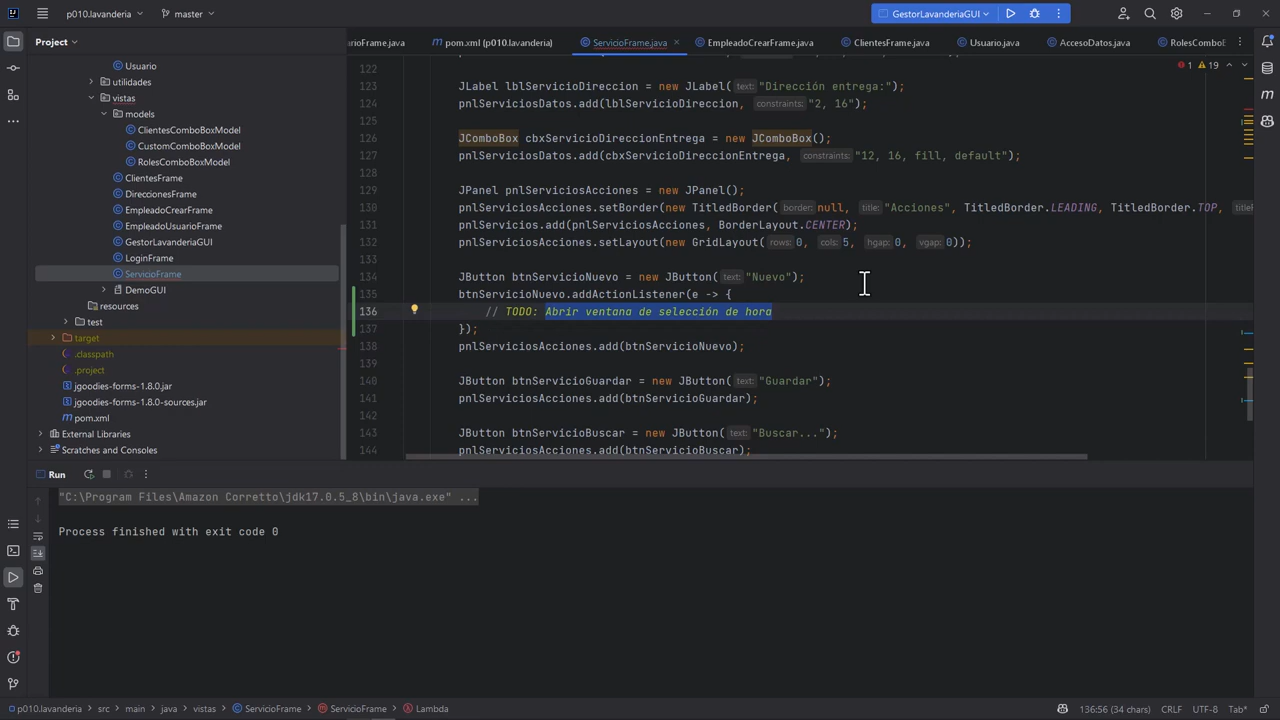 p010.lavanderia master GestorLavanderiaGUI
Project
arioFrame.java pom.xml (p010.lavanderia) ServicioFrame.java EmpleadoCrearFrame.java ClientesFrame.java Usuario.java AccesoDatos.java RolesComboB
Usuario
utilidades
vistas
models
ClientesComboBoxModel
CustomComboBoxModel
RolesComboBoxModel
ClientesFrame
DireccionesFrame
EmpleadoCrearFrame
EmpleadoUsuarioFrame
GestorLavanderiaGUI
LoginFrame
ServicioFrame
DemoGUI
resources
test
target
.classpath
.project
jgoodies-forms-1.8.0.jar
jgoodies-forms-1.8.0-sources.jar
pom.xml
External Libraries
Scratches and Consoles
1 19
122
123 JLabel lblServicioDireccion = new JLabel( text: "Dirección entrega:");
124 pnlServiciosDatos.add(lblServicioDireccion, constraints: "2, 16");
125
126 JComboBox cbxServicioDireccionEntrega = new JComboBox();
127 pnlServiciosDatos.add(cbxServicioDireccionEntrega, constraints: "12, 16, fill, default");
128
129 JPanel pnlServiciosAcciones = new JPanel();
130 pnlServiciosAcciones.setBorder(new TitledBorder( border: null, title: "Acciones", TitledBorder.LEADING, TitledBorder.TOP,
131 pnlServicios.add(pnlServiciosAcciones, BorderLayout.CENTER);
132 pnlServiciosAcciones.setLayout(new GridLayout( rows: 0, cols: 5, hgap: 0, vgap: 0));
133
134 JButton btnServicioNuevo = new JButton( text: "Nuevo");
135 btnServicioNuevo.addActionListener(e -> {
136 // TODO: Abrir ventana de selección de hora
137 });
138 pnlServiciosAcciones.add(btnServicioNuevo);
139
140 JButton btnServicioGuardar = new JButton( text: "Guardar");
141 pnlServiciosAcciones.add(btnServicioGuardar);
142
143 JButton btnServicioBuscar = new JButton( text: "Buscar...");
144 pnlServiciosAcciones.add(btnServicioBuscar);
Run
"C:\Program Files\Amazon Corretto\jdk17.0.5_8\bin\java.exe" ...
Process finished with exit code 0
p010.lavanderia > src > main > java > vistas > ServicioFrame > ServicioFrame > Lambda 136:56 (34 chars) CRLF UTF-8 Tab*